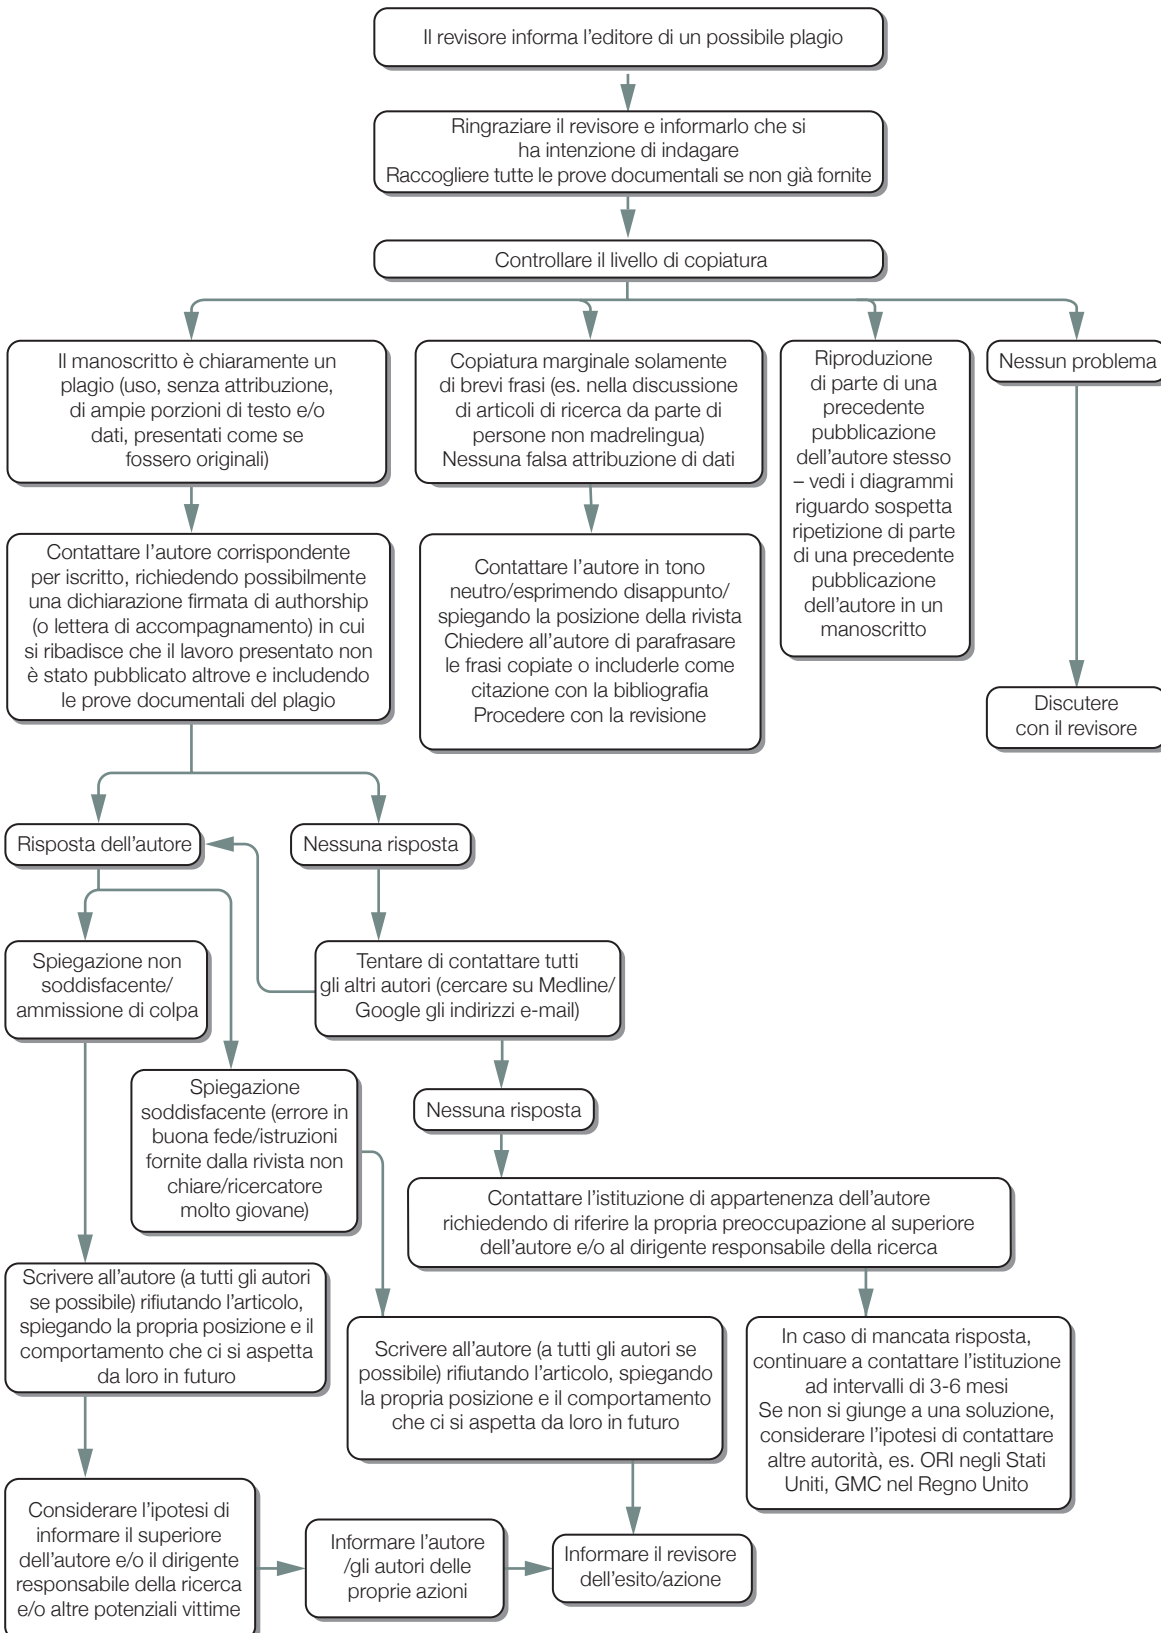 Il revisore informa l'editore di un possibile plagio
Ringraziare il revisore e informarlo che si
ha intenzione di indagare
Raccogliere tutte le prove documentali se non già fornite
Controllare il livello di copiatura
Il manoscritto è chiaramente un
plagio (uso, senza attribuzione,
di ampie porzioni di testo e/o
dati, presentati come se
fossero originali)
Copiatura marginale solamente
di brevi frasi (es. nella discussione
di articoli di ricerca da parte di
persone non madrelingua)
Nessuna falsa attribuzione di dati
Riproduzione
di parte di una
precedente
pubblicazione
dell'autore stesso
– vedi i diagrammi
riguardo sospetta
ripetizione di parte
di una precedente
pubblicazione
dell'autore in un
manoscritto
Nessun problema
Contattare l'autore corrispondente
per iscritto, richiedendo possibilmente
una dichiarazione firmata di authorship
(o lettera di accompagnamento) in cui
si ribadisce che il lavoro presentato non
è stato pubblicato altrove e includendo
le prove documentali del plagio
Contattare l'autore in tono
neutro/esprimendo disappunto/
spiegando la posizione della rivista
Chiedere all'autore di parafrasare
le frasi copiate o includerle come
citazione con la bibliografia
Procedere con la revisione
Discutere
con il revisore
Risposta dell'autore
Nessuna risposta
Spiegazione non
soddisfacente/
ammissione di colpa
Tentare di contattare tutti
gli altri autori (cercare su Medline/
Google gli indirizzi e-mail)
Spiegazione
soddisfacente (errore in
buona fede/istruzioni
fornite dalla rivista non
chiare/ricercatore
molto giovane)
Nessuna risposta
Contattare l'istituzione di appartenenza dell'autore
richiedendo di riferire la propria preoccupazione al superiore
dell'autore e/o al dirigente responsabile della ricerca
Scrivere all'autore (a tutti gli autori
se possibile) rifiutando l'articolo,
spiegando la propria posizione e il
comportamento che ci si aspetta
da loro in futuro
Scrivere all'autore (a tutti gli autori se
possibile) rifiutando l'articolo, spiegando
la propria posizione e il comportamento
che ci si aspetta da loro in futuro
In caso di mancata risposta,
continuare a contattare l'istituzione
ad intervalli di 3-6 mesi
Se non si giunge a una soluzione,
considerare l'ipotesi di contattare
altre autorità, es. ORI negli Stati
Uniti, GMC nel Regno Unito
Considerare l'ipotesi di
informare il superiore
dell'autore e/o il dirigente
responsabile della ricerca
e/o altre potenziali vittime
Informare l'autore
/gli autori delle
proprie azioni
Informare il revisore
dell'esito/azione